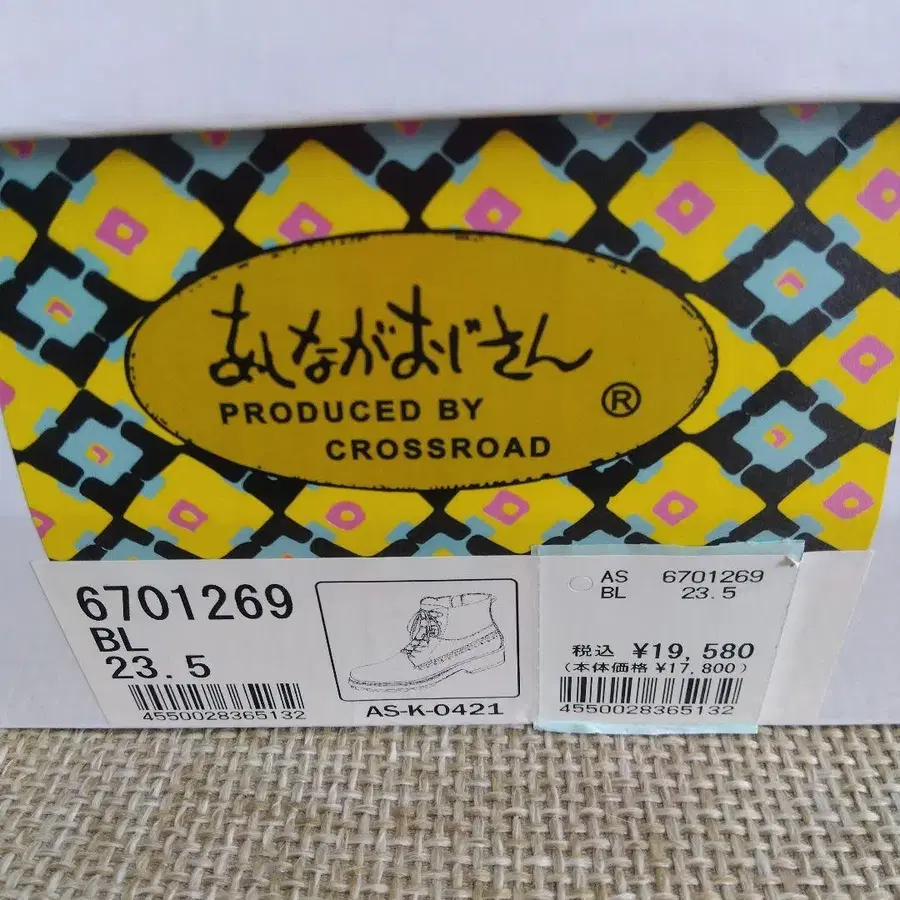 あしながおじさん
PRODUCED BY
CROSSROAD
®
6701269
BL
23.5
4550028365132
AS-K-0421
AS 6701269
BL 23.5
税込 ¥19,580
(本体価格 ¥17,800)
4550028365132